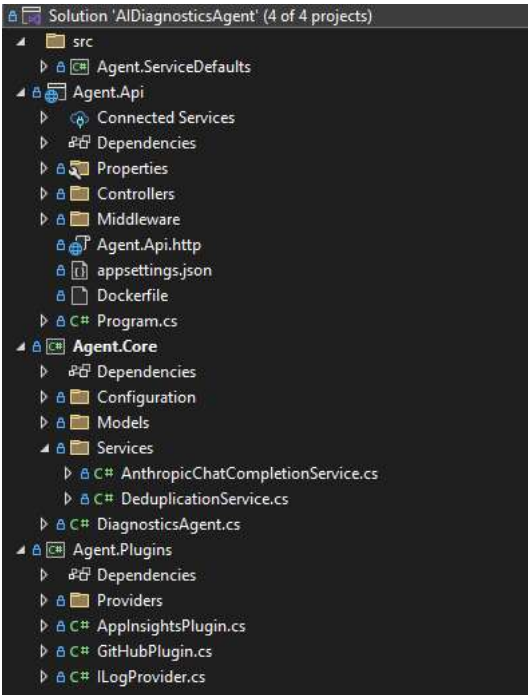 Solution 'AIDiagnosticsAgent' (4 of 4 projects)
src
C# Agent.ServiceDefaults
Agent.Api
Connected Services
Dependencies
Properties
Controllers
Middleware
Agent.Api.http
appsettings.json
Dockerfile
C# Program.cs
C# Agent.Core
Dependencies
Configuration
Models
Services
C# AnthropicChatCompletionService.cs
C# DeduplicationService.cs
C# DiagnosticsAgent.cs
C# Agent.Plugins
Dependencies
Providers
C# AppInsightsPlugin.cs
C# GitHubPlugin.cs
C# ILogProvider.cs